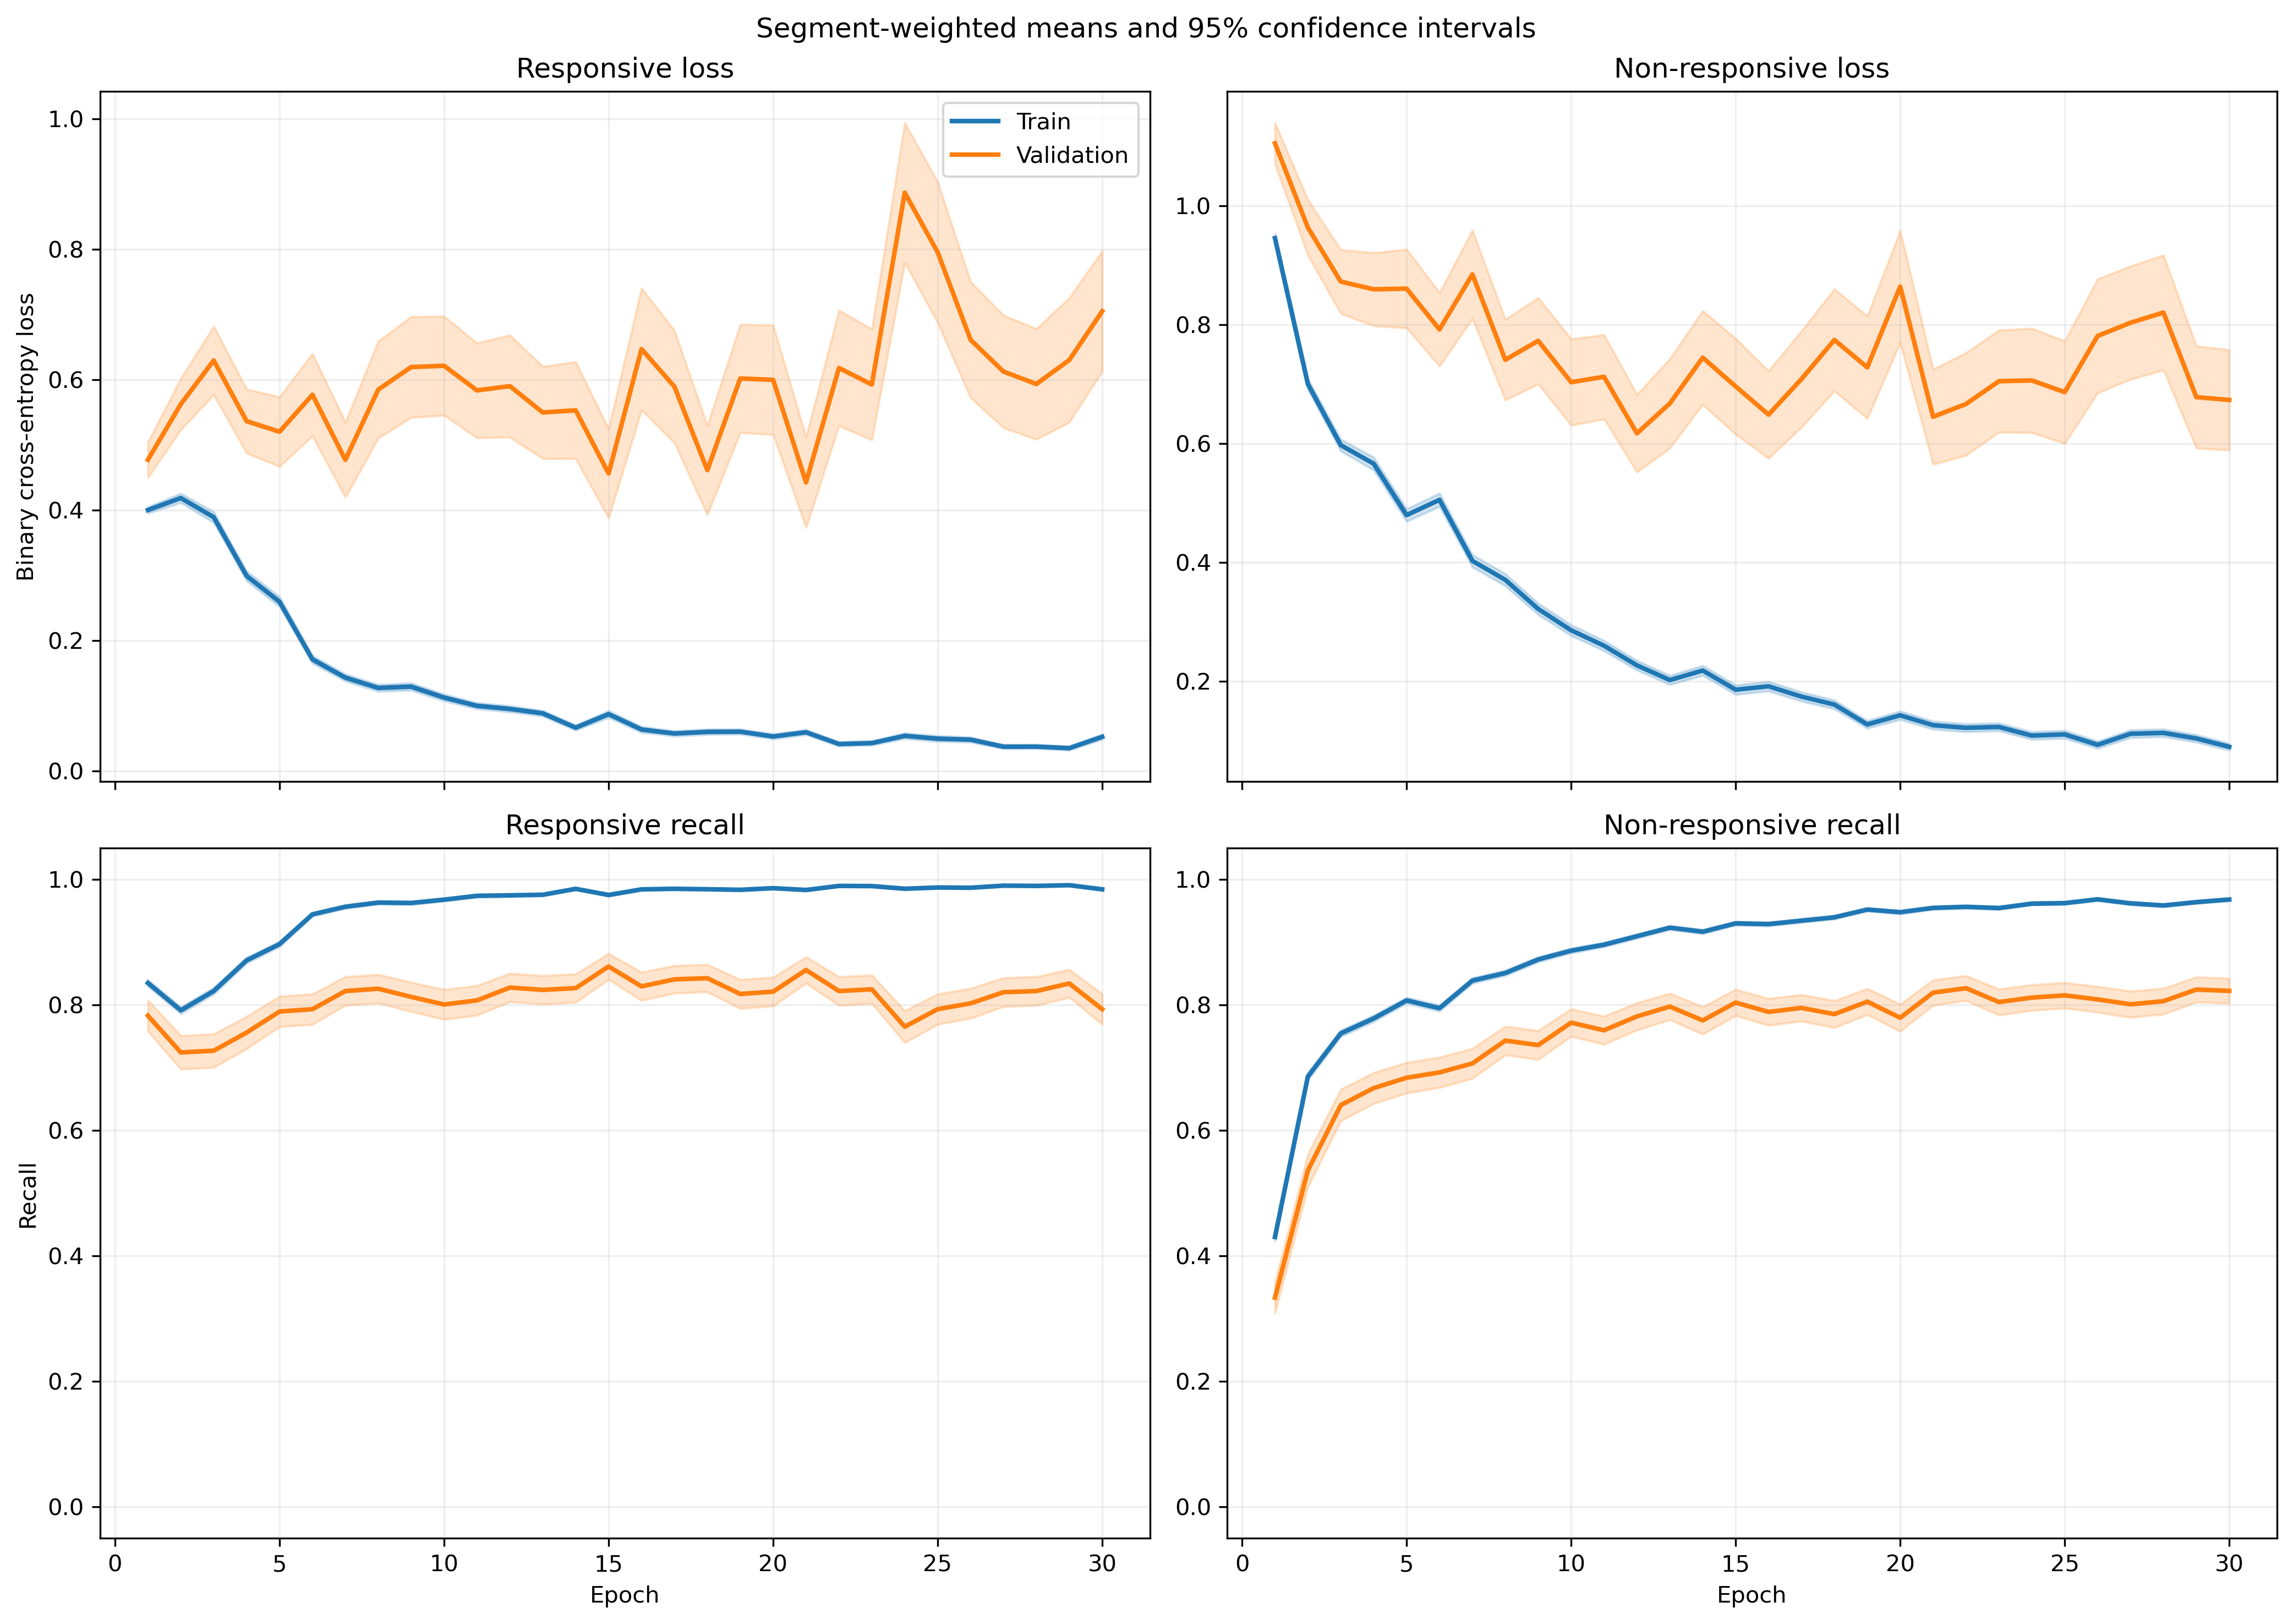 Segment-weighted means and 95% confidence intervals
Responsive loss
Non-responsive loss
Train
Validation
Binary cross-entropy loss
1.0
0.8
0.6
0.4
0.2
0.0
1.0
0.8
0.6
0.4
0.2
Responsive recall
Non-responsive recall
Recall
1.0
0.8
0.6
0.4
0.2
0.0
0 5 10 15 20 25 30
Epoch
1.0
0.8
0.6
0.4
0.2
0.0
0 5 10 15 20 25 30
Epoch